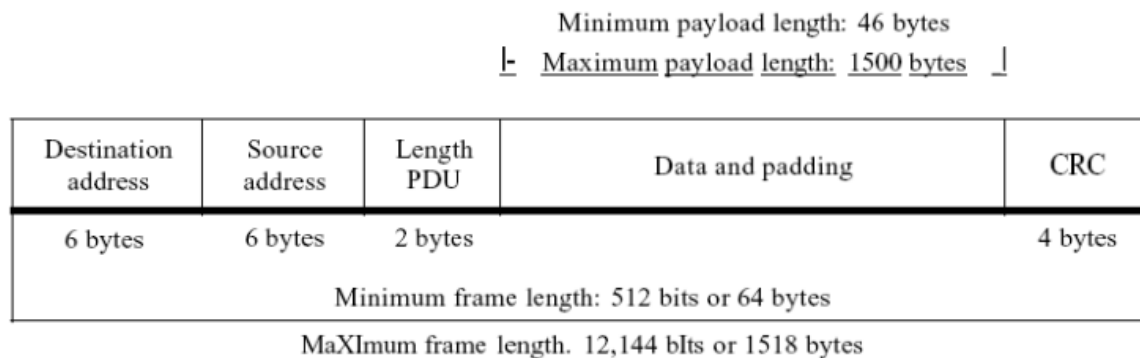 Minimum payload length: 46 bytes
|- Maximum payload length: 1500 bytes _|
Destination address
Source address
Length PDU
Data and padding
CRC
6 bytes
6 bytes
2 bytes
4 bytes
Minimum frame length: 512 bits or 64 bytes
MaXImum frame length. 12,144 bIts or 1518 bytes